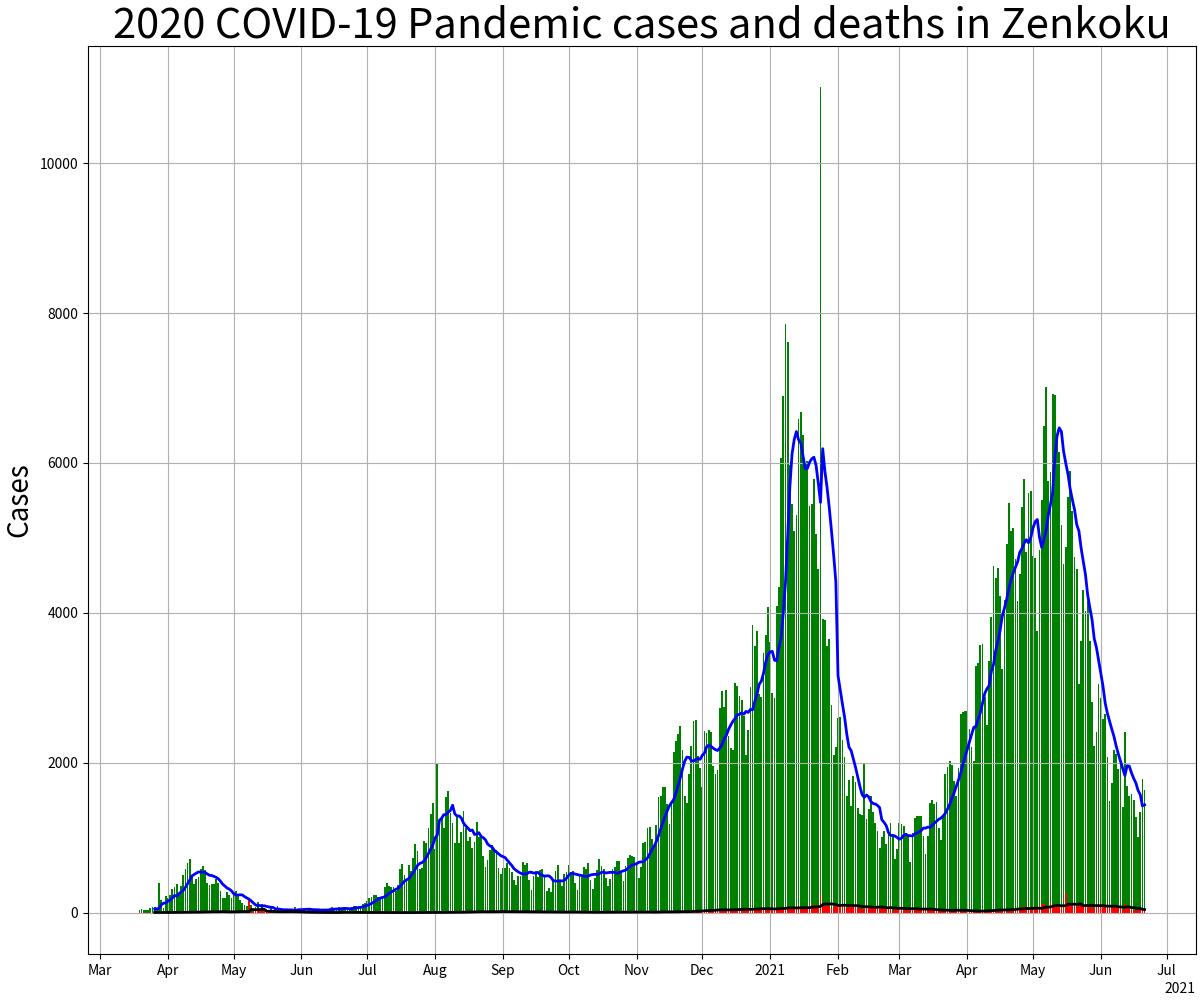 2020 COVID-19 Pandemic cases and deaths in Zenkoku
Cases
10000
8000
6000
4000
2000
0
Mar Apr May Jun Jul Aug Sep Oct Nov Dec 2021 Feb Mar Apr May Jun Jul
2021